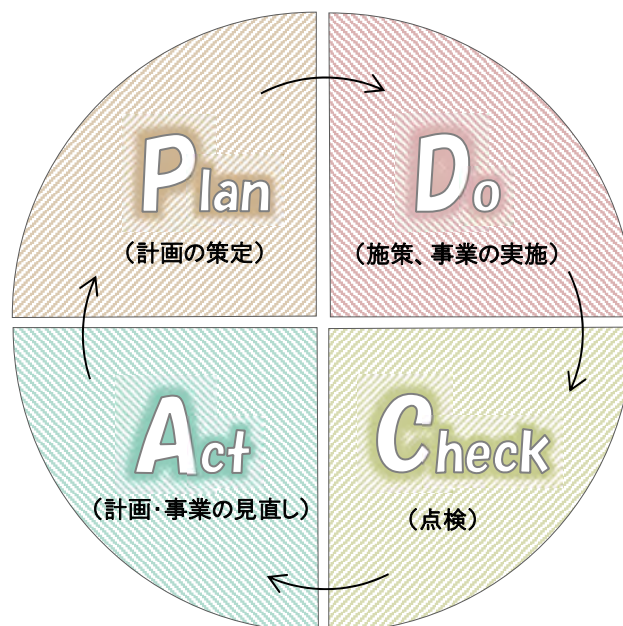 Plan
（計画の策定）
Do
（施策、事業の実施）
Act
（計画・事業の見直し）
Check
（点検）